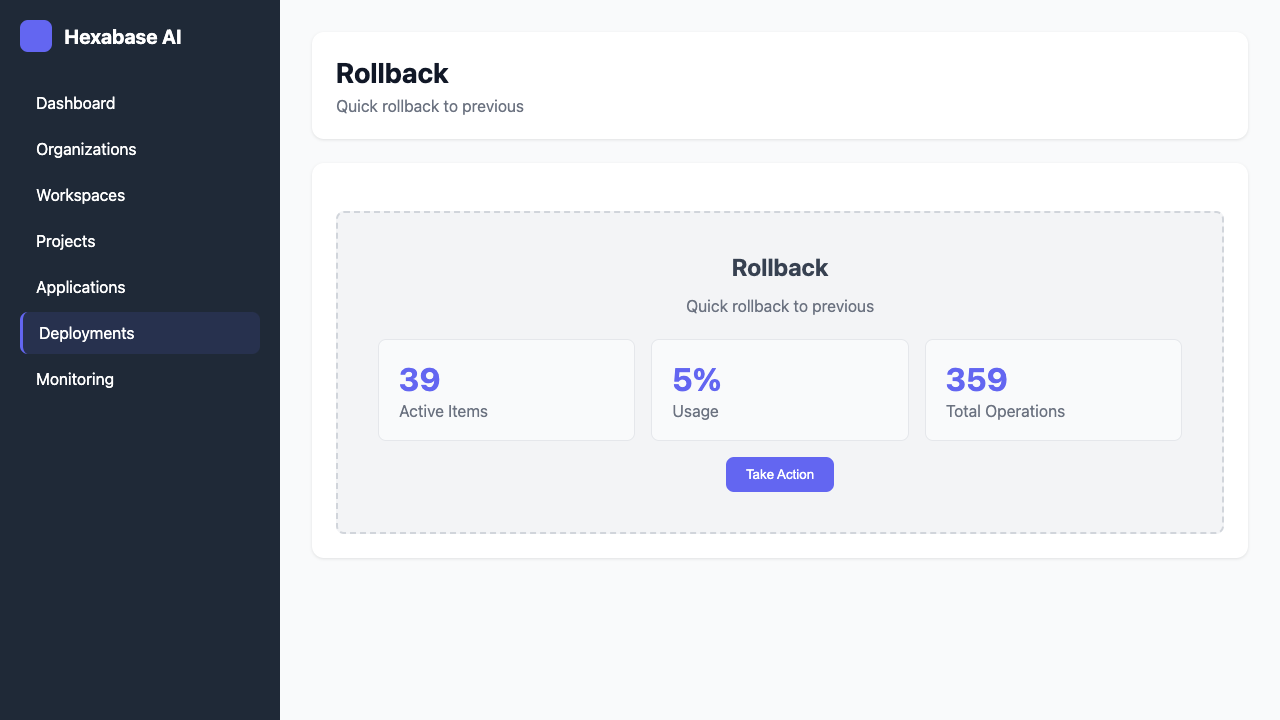 Hexabase AI
Dashboard
Organizations
Workspaces
Projects
Applications
Deployments
Monitoring
Rollback
Quick rollback to previous
Rollback
Quick rollback to previous
39
Active Items
5%
Usage
359
Total Operations
Take Action